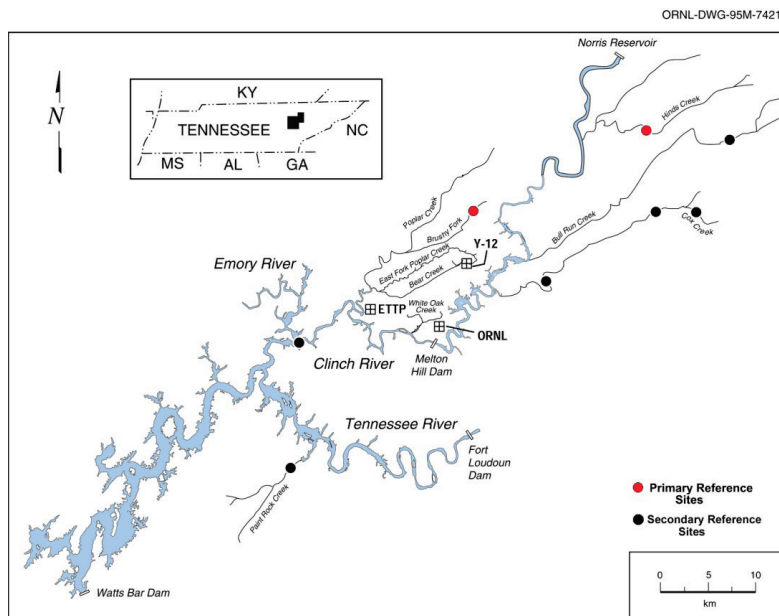 ORNL-DWG-95M-7421
Norris Reservoir
N
KY
TENNESSEE
NC
MS
AL
GA
Hinds Creek
Poplar Creek
Brushy Fork
Bull Run Creek
Cox Creek
Y-12
East Fork Poplar Creek
Bear Creek
Emory River
ETTP
White Oak
Creek
ORNL
Clinch River
Melton
Hill Dam
Tennessee River
Fort
Loudoun
Dam
Paint Rock Creek
Primary Reference
Sites
Secondary Reference
Sites
Watts Bar Dam
0 5 10
km